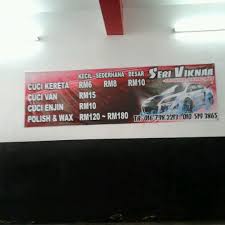 KECIL SEDERHANA BESAR
CUCI KERETA RM6 RM8 RM10
CUCI VAN RM15
CUCI ENJIN RM10
POLISH & WAX RM120 ~ RM180
SERI VIKNAA